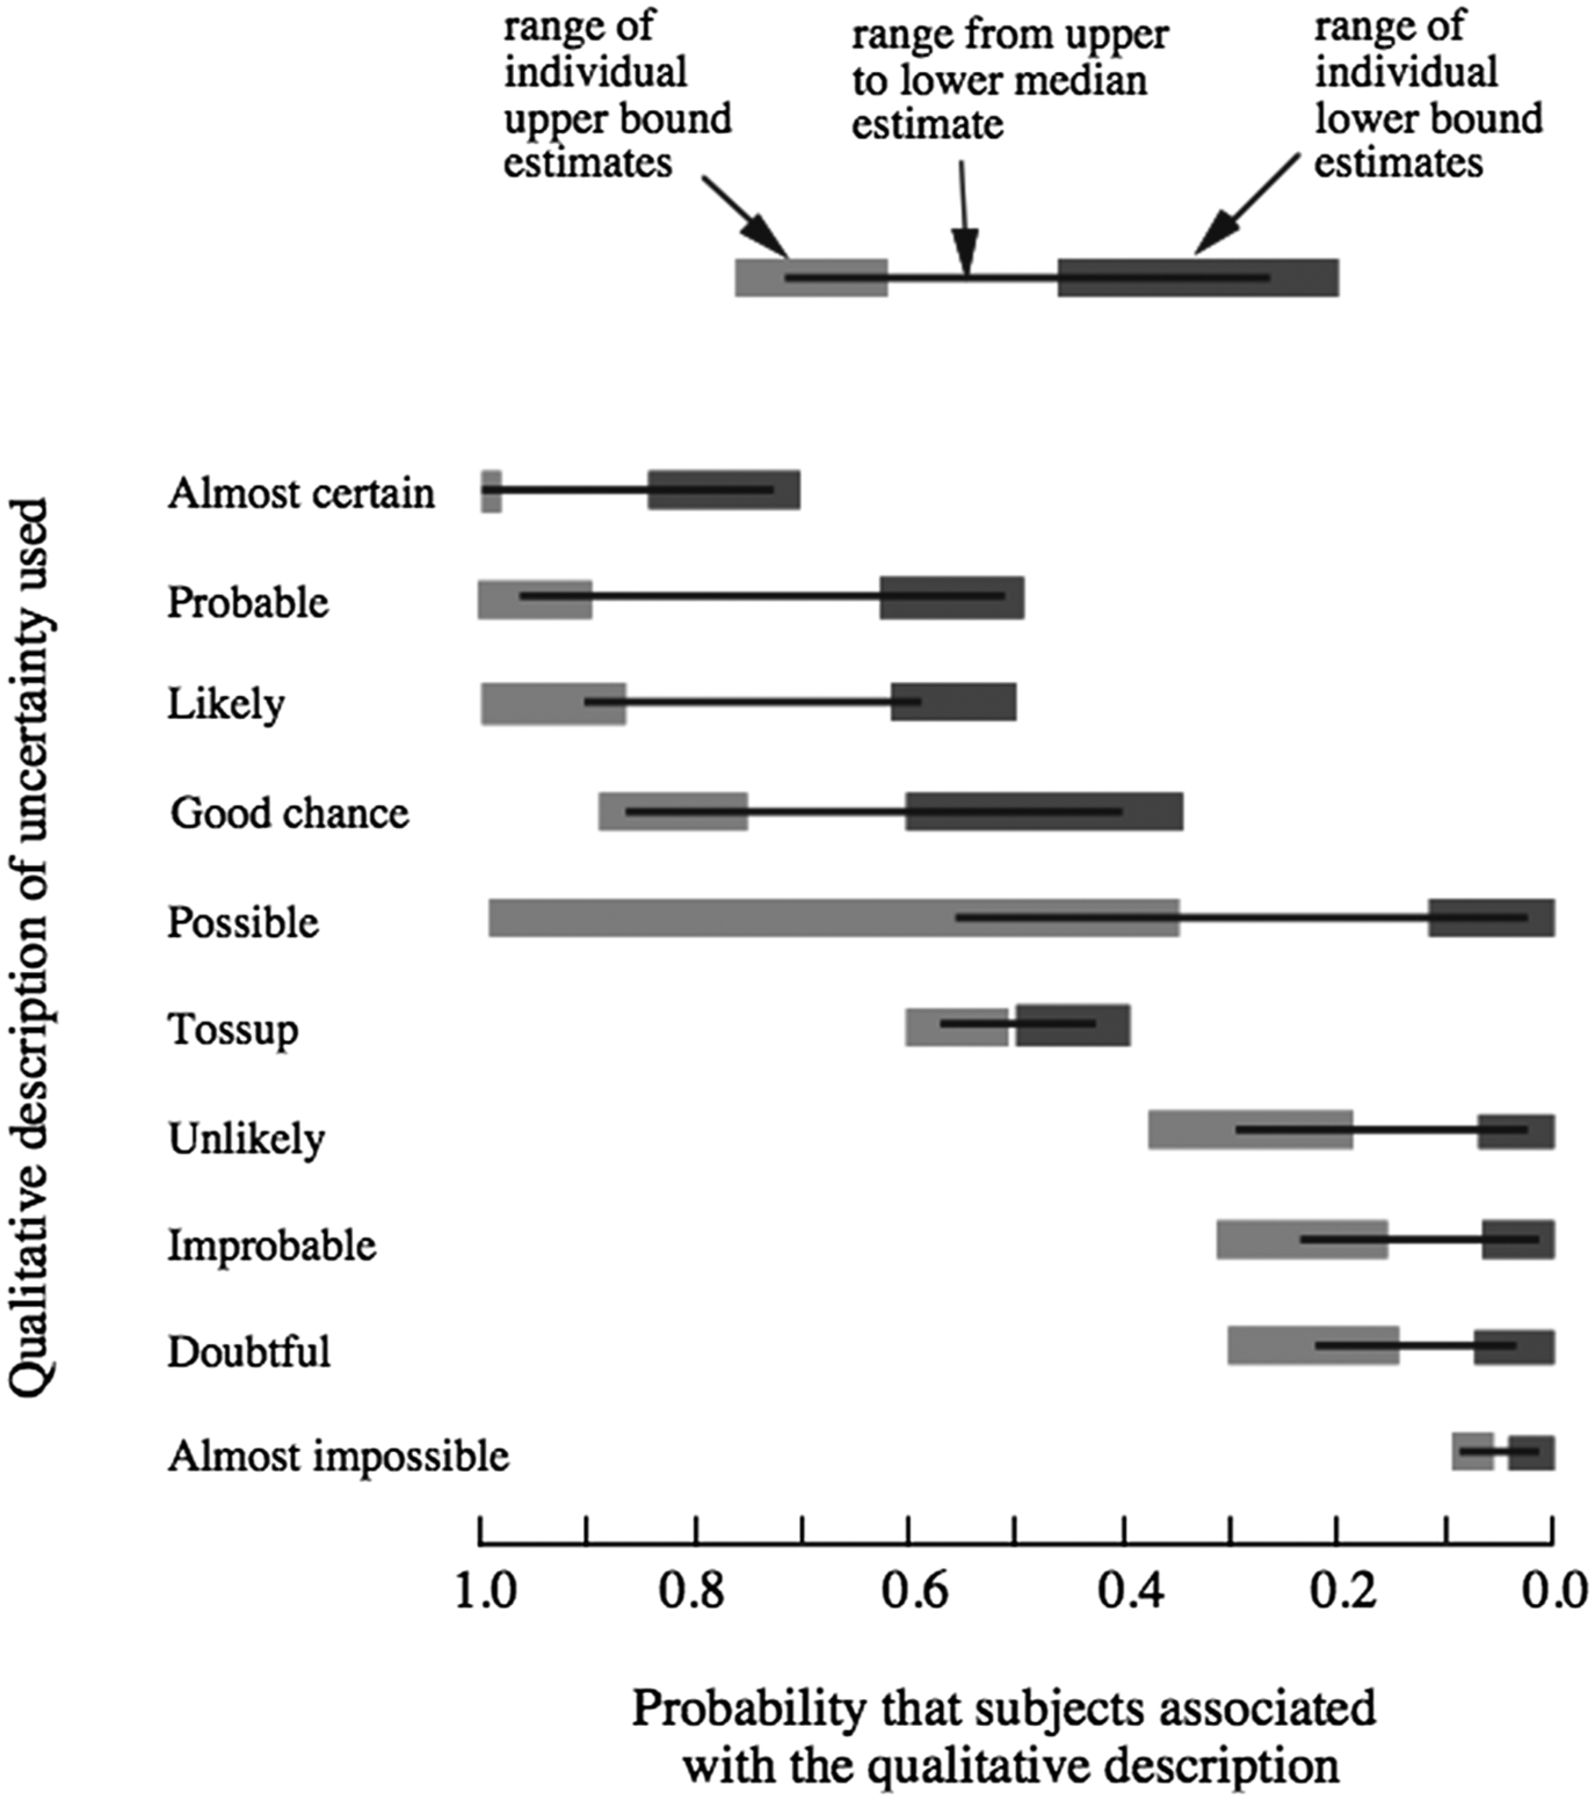 range of
individual
upper bound
estimates
range from upper
to lower median
estimate
range of
individual
lower bound
estimates
Qualitative description of uncertainty used
Almost certain
Probable
Likely
Good chance
Possible
Tossup
Unlikely
Improbable
Doubtful
Almost impossible
1.0 0.8 0.6 0.4 0.2 0.0
Probability that subjects associated
with the qualitative description